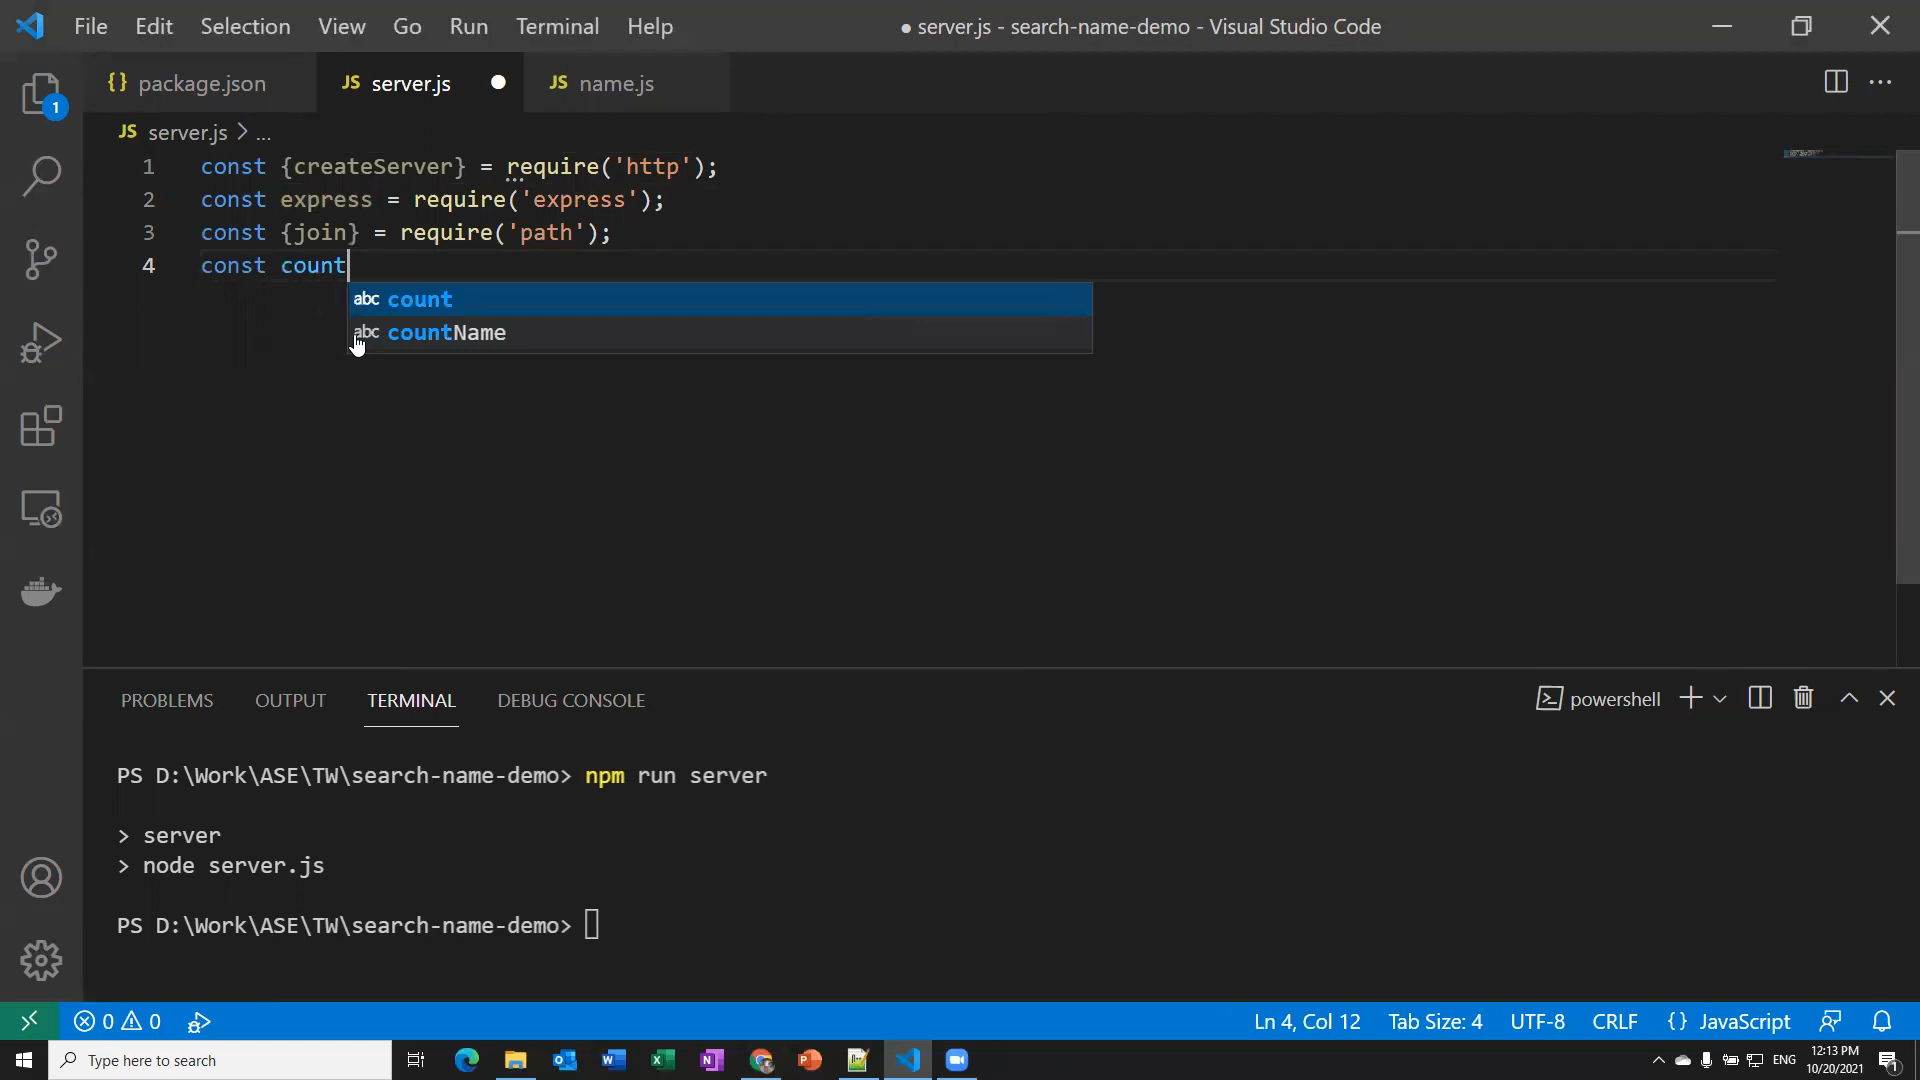 File Edit Selection View Go Run Terminal Help
● server.js - search-name-demo - Visual Studio Code
{} package.json
JS server.js ●
JS name.js
···
1
JS server.js > ...
1 const {createServer} = require('http');
2 const express = require('express');
3 const {join} = require('path');
4 const count
abc count
abc countName
PROBLEMS OUTPUT TERMINAL DEBUG CONSOLE
powershell
PS D:\Work\ASE\TW\search-name-demo> npm run server
> server
> node server.js
PS D:\Work\ASE\TW\search-name-demo>
0 0
Ln 4, Col 12 Tab Size: 4 UTF-8 CRLF {} JavaScript
Type here to search
ENG
12:13 PM
10/20/2021
1